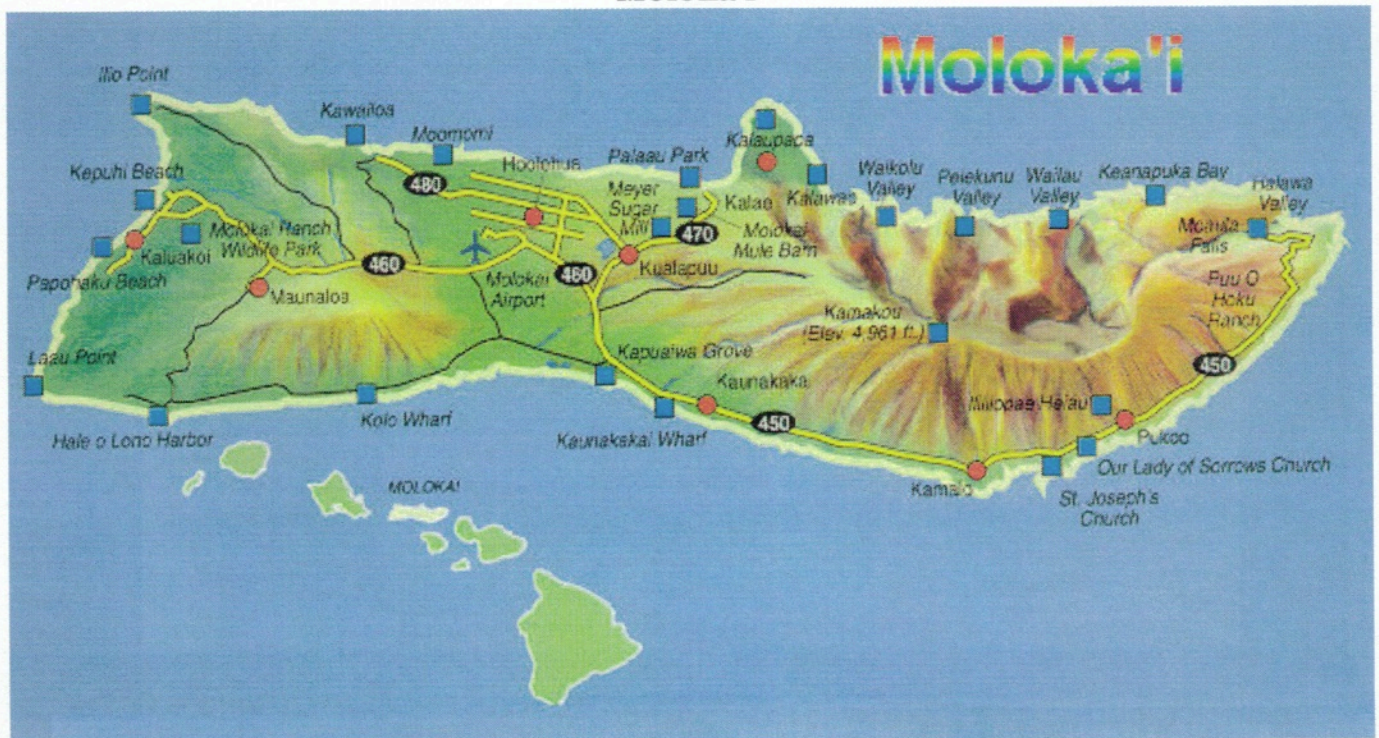 Moloka'i
Ilio Point
Kawailoa
Moomomi
Kepuhi Beach
480
Hoolehua
Palaau Park
Meyer
Sugar
Mill
Kalaupapa
Kalae
Kalawao
Waikolu
Valley
Pelekunu
Valley
Wailau
Valley
Keanapuka Bay
Halawa
Valley
Moaula
Falls
Molokai Ranch
Wildlife Park
Kaluakoi
Papohaku Beach
460
Maunaloa
Molokai
Airport
460
470
Molokai
Mule Barn
Kualapuu
Puu O
Hoku
Ranch
Kamakou
(Elev. 4,961 ft.)
450
Laau Point
Kapuaiwa Grove
Kaunakaka
Hale o Lono Harbor
Kolo Wharf
Kaunakakai Wharf
450
Iliiliopae Heiau
Pukoo
Our Lady of Sorrows Church
Kamalo
St. Joseph's
Church
MOLOKAI